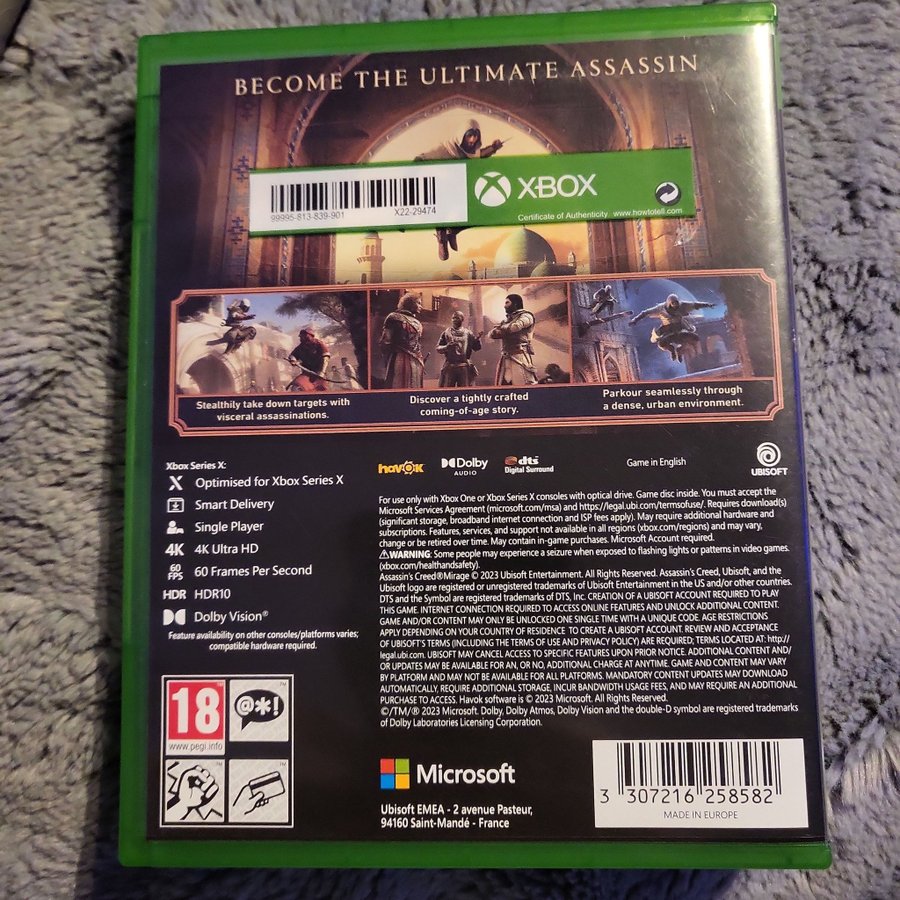 BECOME THE ULTIMATE ASSASSIN
99995-813-839-901 X22-29474
XBOX
Certificate of Authenticity www.howtotell.com
Stealthily take down targets with
visceral assassinations.
Discover a tightly crafted
coming-of-age story.
Parkour seamlessly through
a dense, urban environment.
Xbox Series X:
Optimised for Xbox Series X
Smart Delivery
Single Player
4K 4K Ultra HD
60
FPS 60 Frames Per Second
HDR HDR10
Dolby Vision®
Feature availability on other consoles/platforms varies;
compatible hardware required.
havok
Dolby
AUDIO
dts
Digital Surround
Game in English
UBISOFT
For use only with Xbox One or Xbox Series X consoles with optical drive. Game disc inside. You must accept the
Microsoft Services Agreement (microsoft.com/msa) and https://legal.ubi.com/termsofuse/. Requires download(s)
(significant storage, broadband internet connection and ISP fees apply). May require additional hardware and
subscriptions. Features, services, and support not available in all regions (xbox.com/regions) and may vary,
change or be retired over time. May contain in-game purchases. Microsoft Account required.
⚠WARNING: Some people may experience a seizure when exposed to flashing lights or patterns in video games.
(xbox.com/healthandsafety).
Assassin's Creed®Mirage © 2023 Ubisoft Entertainment. All Rights Reserved. Assassin's Creed, Ubisoft, and the
Ubisoft logo are registered or unregistered trademarks of Ubisoft Entertainment in the US and/or other countries.
DTS and the Symbol are registered trademarks of DTS, Inc. CREATION OF A UBISOFT ACCOUNT REQUIRED TO PLAY
THIS GAME. INTERNET CONNECTION REQUIRED TO ACCESS ONLINE FEATURES AND UNLOCK ADDITIONAL CONTENT.
GAME AND/OR CONTENT MAY ONLY BE UNLOCKED ONE SINGLE TIME WITH A UNIQUE CODE. AGE RESTRICTIONS
APPLY DEPENDING ON YOUR COUNTRY OF RESIDENCE TO CREATE A UBISOFT ACCOUNT. REVIEW AND ACCEPTANCE
OF UBISOFT'S TERMS (INCLUDING THE TERMS OF USE AND PRIVACY POLICY) ARE REQUIRED; TERMS LOCATED AT: http://
legal.ubi.com. UBISOFT MAY CANCEL ACCESS TO SPECIFIC FEATURES UPON PRIOR NOTICE. ADDITIONAL CONTENT AND/
OR UPDATES MAY BE AVAILABLE FOR AN, OR NO, ADDITIONAL CHARGE AT ANYTIME. GAME AND CONTENT MAY VARY
BY PLATFORM AND MAY NOT BE AVAILABLE FOR ALL PLATFORMS. MANDATORY CONTENT UPDATES MAY DOWNLOAD
AUTOMATICALLY, REQUIRE ADDITIONAL STORAGE, INCUR BANDWIDTH USAGE FEES, AND MAY REQUIRE AN ADDITIONAL
PURCHASE TO ACCESS. Havok software is © 2023 Microsoft. All Rights Reserved.
©/TM/® 2023 Microsoft. Dolby, Dolby Atmos, Dolby Vision and the double-D symbol are registered trademarks
of Dolby Laboratories Licensing Corporation.
18
www.pegi.info
@*!
Microsoft
Ubisoft EMEA - 2 avenue Pasteur,
94160 Saint-Mandé - France
3 307216 258582
MADE IN EUROPE